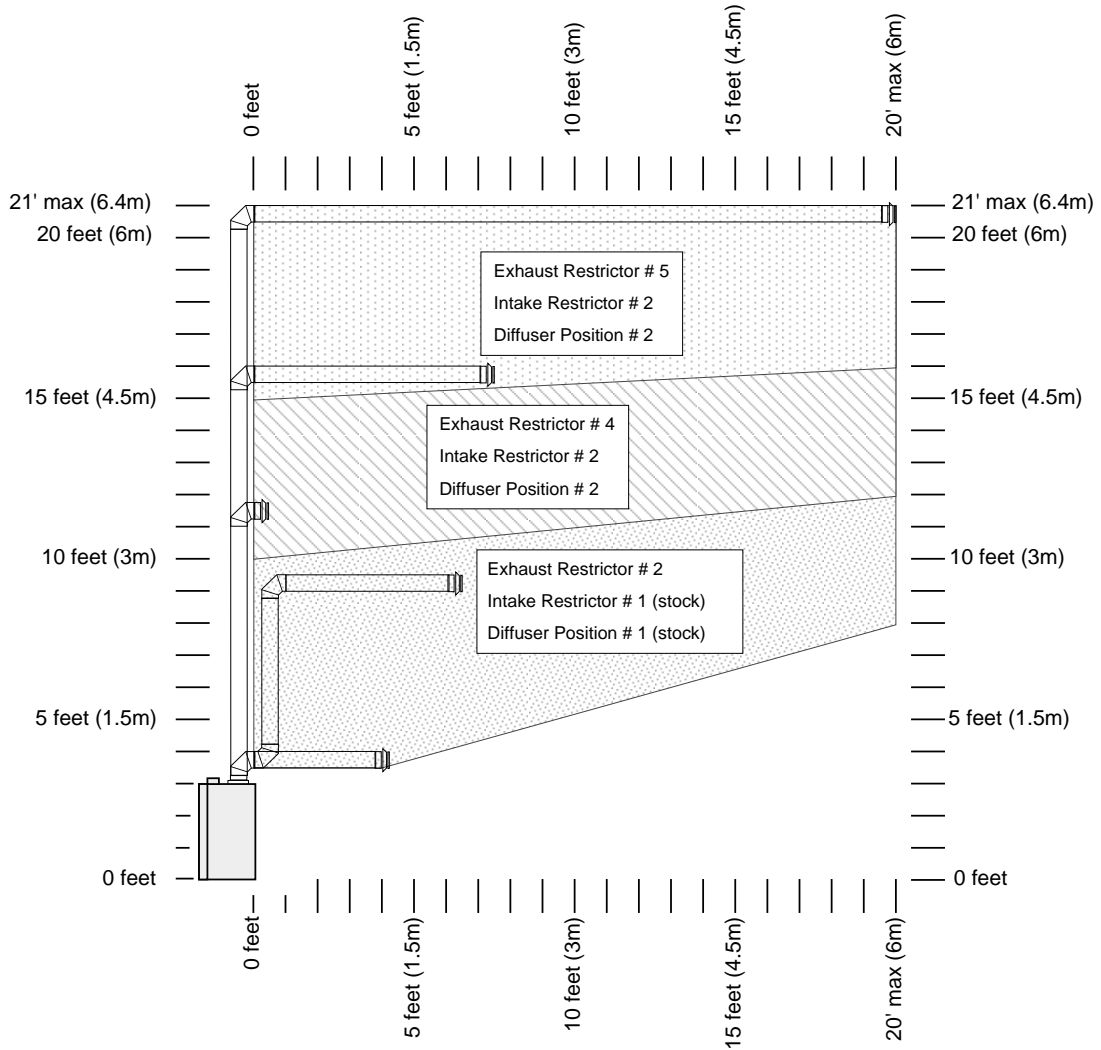 0 feet
5 feet (1.5m)
10 feet (3m)
15 feet (4.5m)
20' max (6m)
21' max (6.4m)
20 feet (6m)
15 feet (4.5m)
10 feet (3m)
5 feet (1.5m)
0 feet
Exhaust Restrictor # 5
Intake Restrictor # 2
Diffuser Position # 2
Exhaust Restrictor # 4
Intake Restrictor # 2
Diffuser Position # 2
Exhaust Restrictor # 2
Intake Restrictor # 1 (stock)
Diffuser Position # 1 (stock)
21' max (6.4m)
20 feet (6m)
15 feet (4.5m)
10 feet (3m)
5 feet (1.5m)
0 feet
0 feet
5 feet (1.5m)
10 feet (3m)
15 feet (4.5m)
20' max (6m)